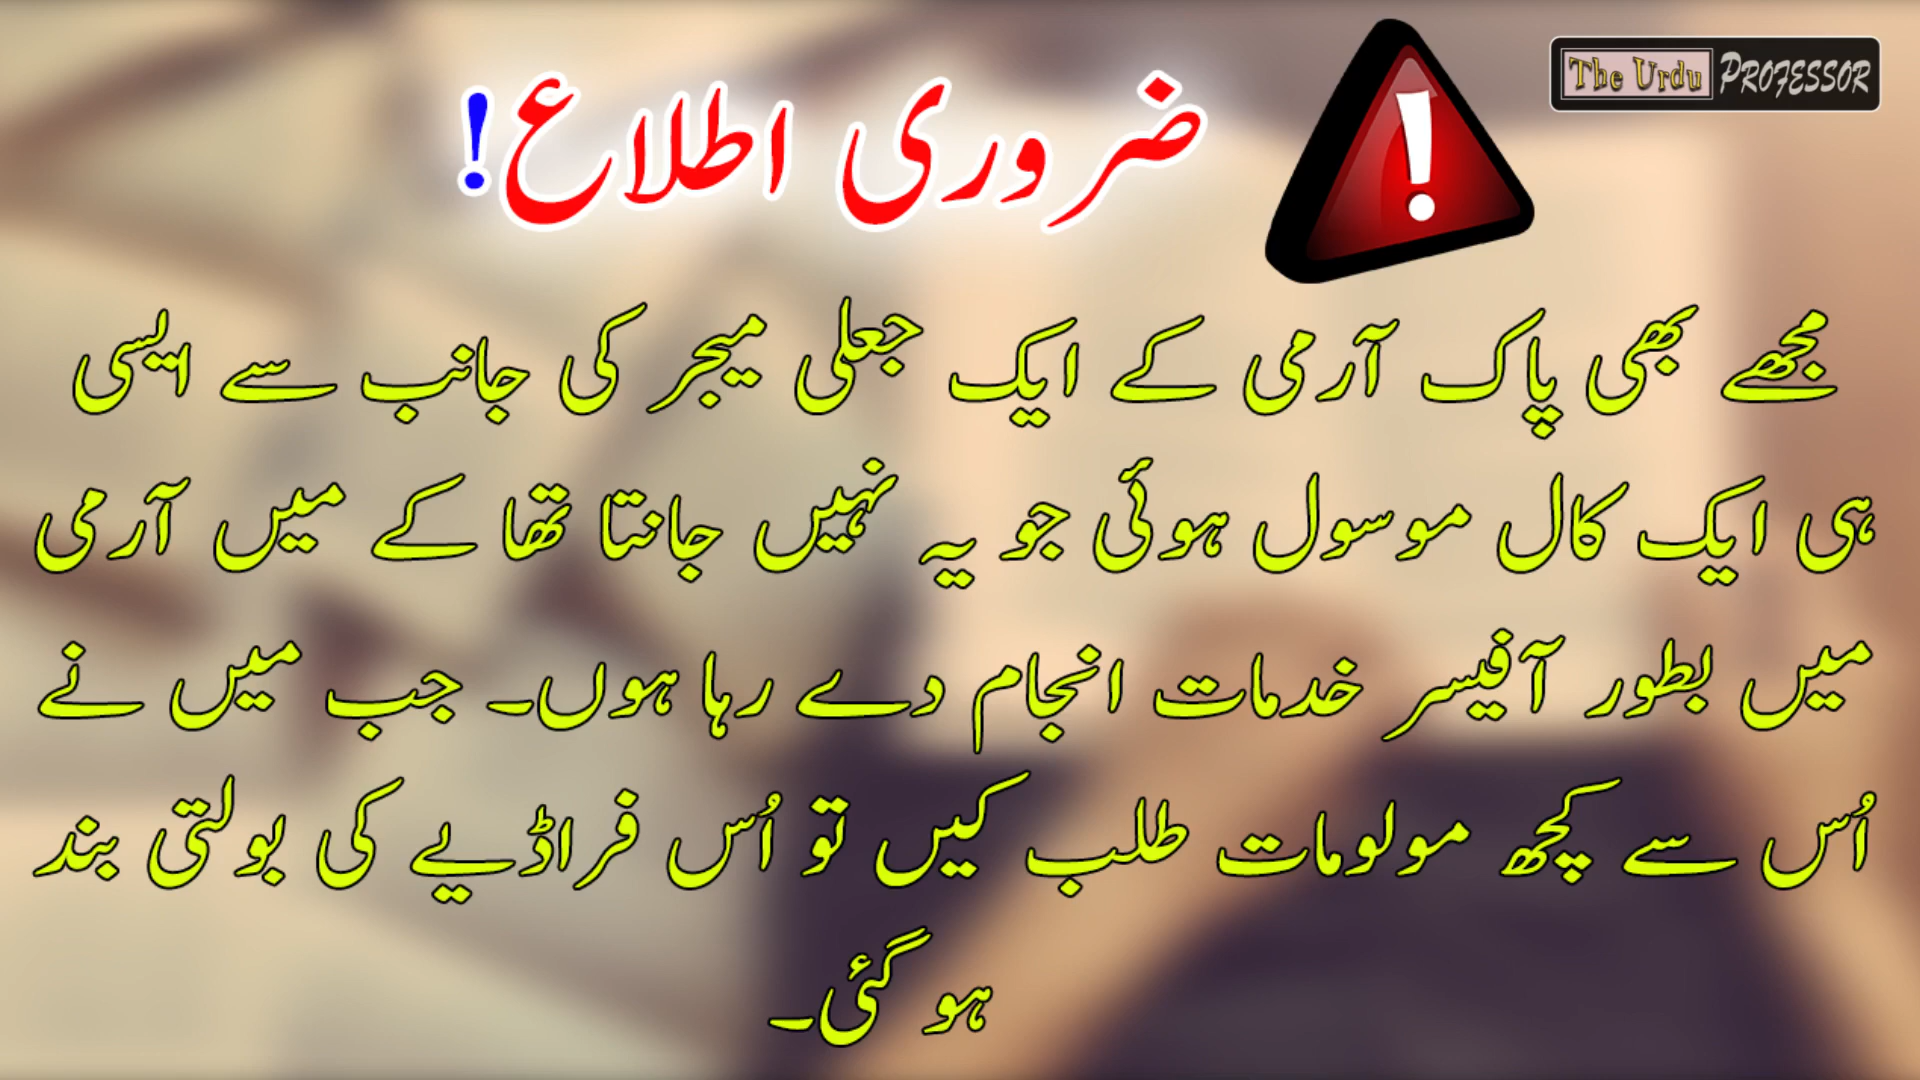 The Urdu PROFESSOR
ضروری اطلاع!
مجھے بھی پاک آرمی کے ایک جعلی میجر کی جانب سے ایسی
ہی ایک کال موسول ہوئی جو یہ نہیں جانتا تھا کے میں آرمی
میں بطور آفیسر خدمات انجام دے رہا ہوں۔ جب میں نے
اُس سے کچھ مولومات طلب کیں تو اُس فراڈیے کی بولتی بند
ہو گئی۔